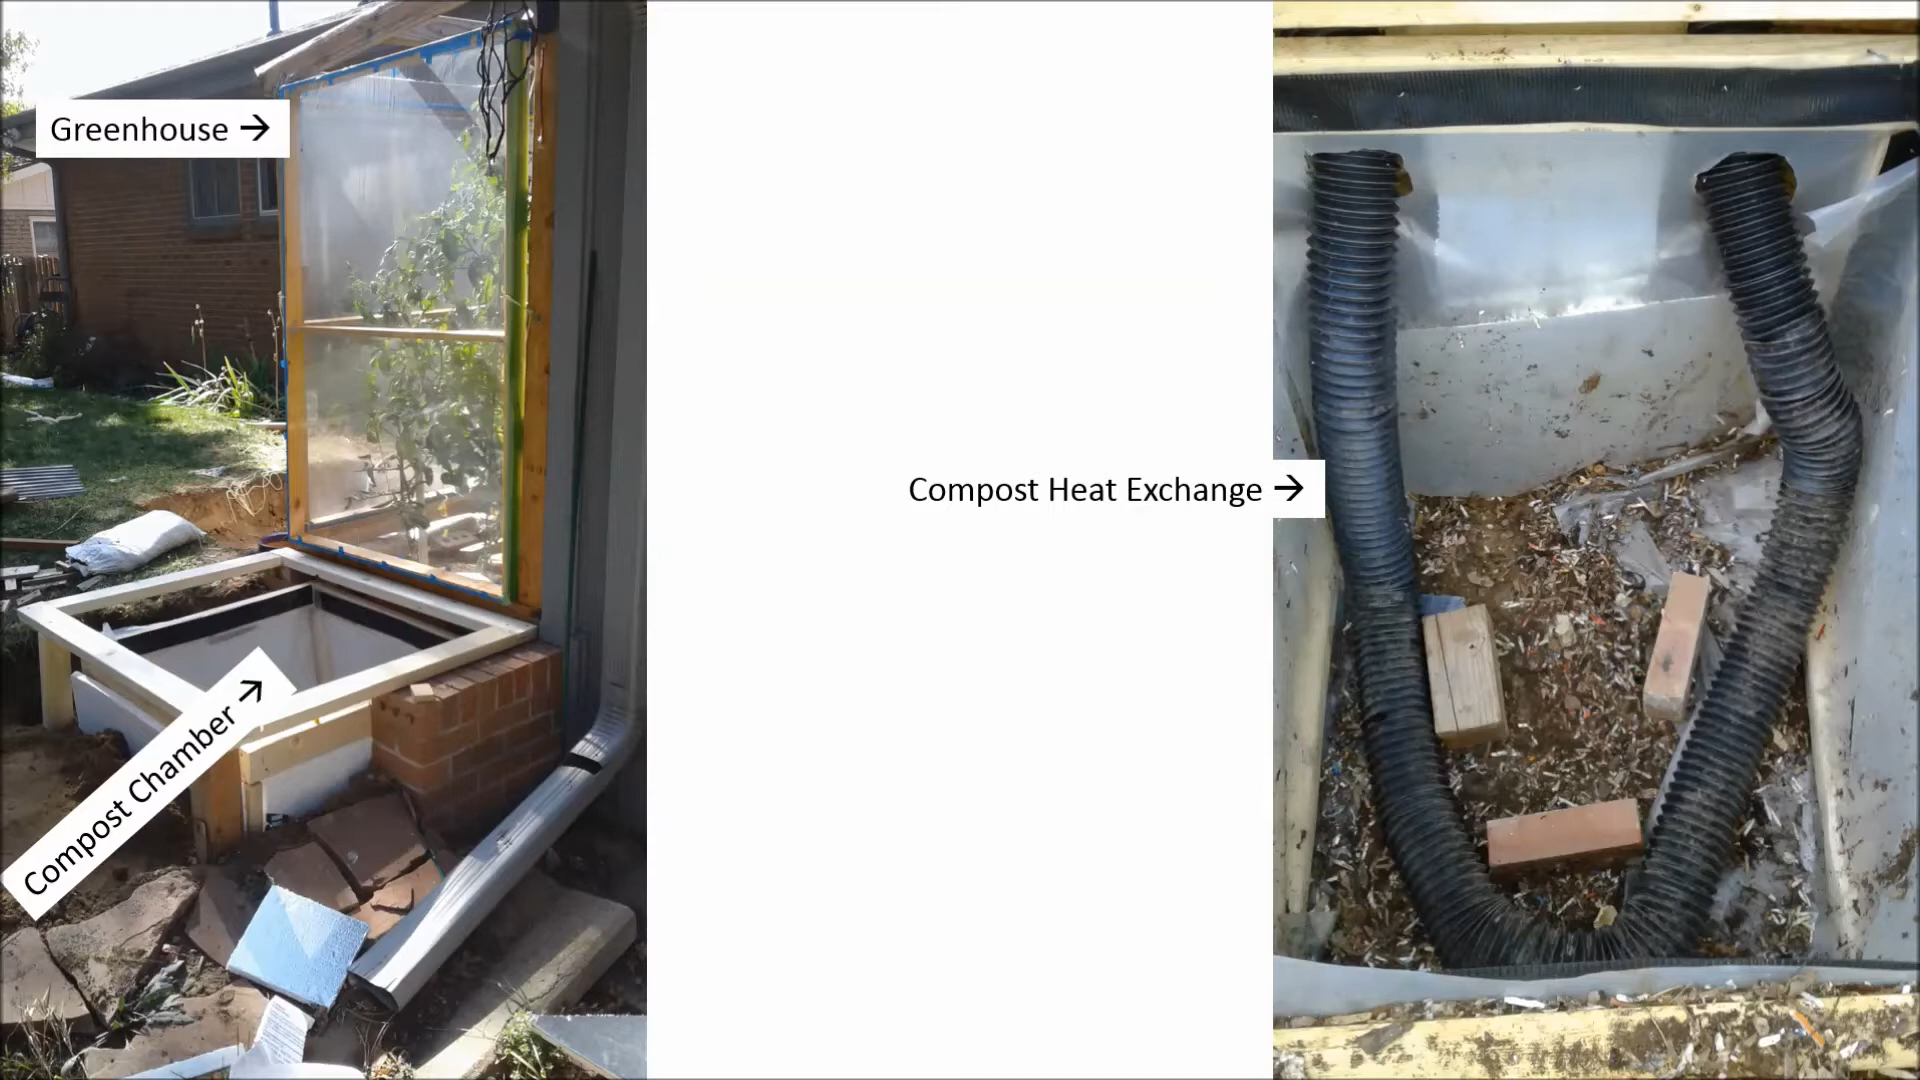 Greenhouse →
Compost Chamber →
Compost Heat Exchange →